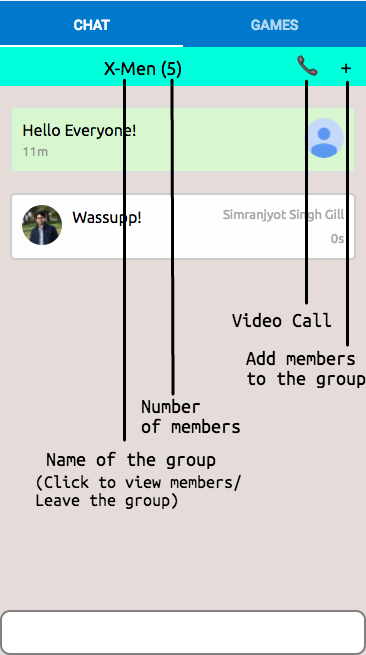 CHAT GAMES
X-Men (5) +
Hello Everyone!
11m
Wassupp! Simranjyot Singh Gill
0s
Video Call
Add members
to the group
Number
of members
Name of the group
(Click to view members/
Leave the group)